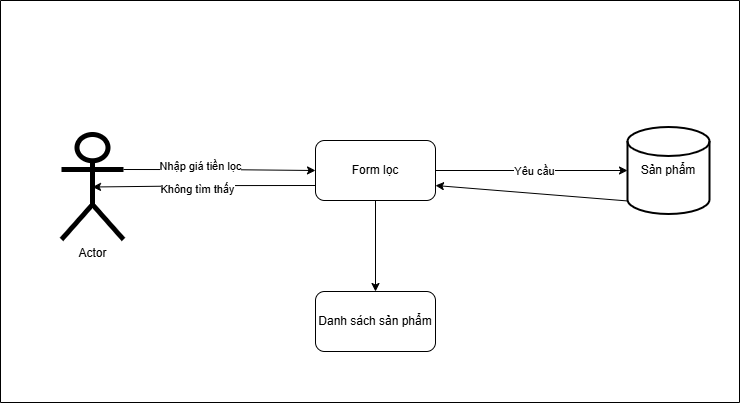 Nhập giá tiền lọc
Form lọc
Yêu cầu
Sản phẩm
Không tìm thấy
Actor
Danh sách sản phẩm